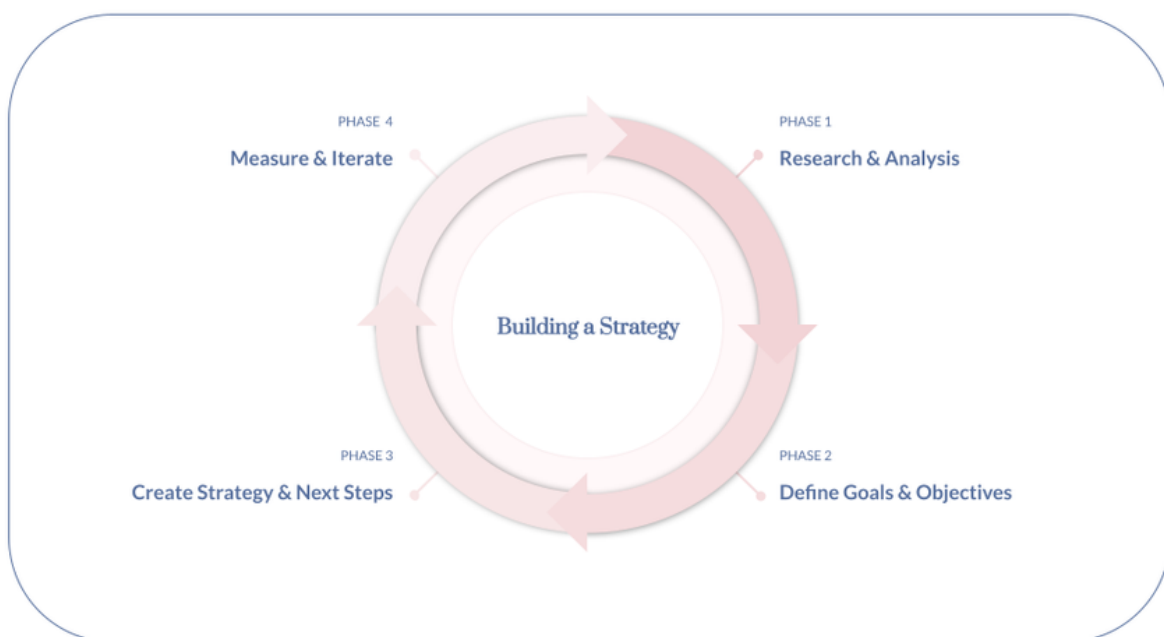 PHASE 4
Measure & Iterate
PHASE 1
Research & Analysis
Building a Strategy
PHASE 3
Create Strategy & Next Steps
PHASE 2
Define Goals & Objectives